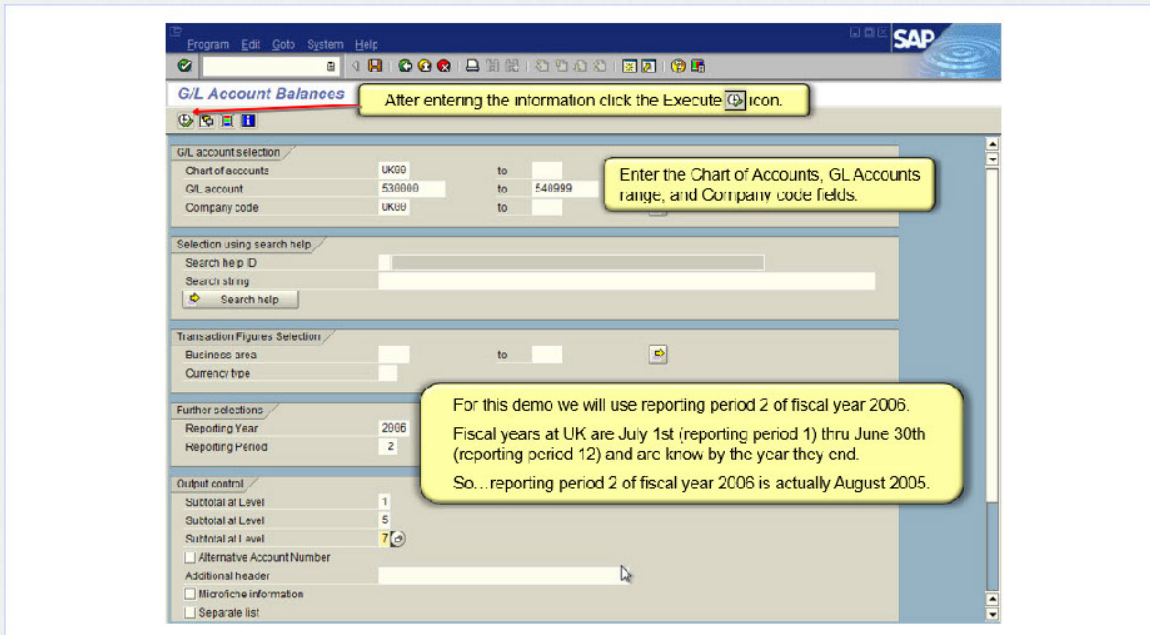 Program Edit Goto System Help
SAP
G/L Account Balances
After entering the information click the Execute icon.
G/L account selection
Chart of accounts UK00 to
G/L account 530000 to 540999
Company code UK00 to
Enter the Chart of Accounts, GL Accounts
range, and Company code fields.
Selection using search help
Search help ID
Search string
Search help
Transaction Figures Selection
Business area to
Currency type
Further selections
Reporting Year 2006
Reporting Period 2
For this demo we will use reporting period 2 of fiscal year 2006.
Fiscal years at UK are July 1st (reporting period 1) thru June 30th
(reporting period 12) and are know by the year they end.
So...reporting period 2 of fiscal year 2006 is actually August 2005.
Output control
Subtotal at Level 1
Subtotal at Level 5
Subtotal at Level 7
Alternative Account Number
Additional header
Microfiche information
Separate list